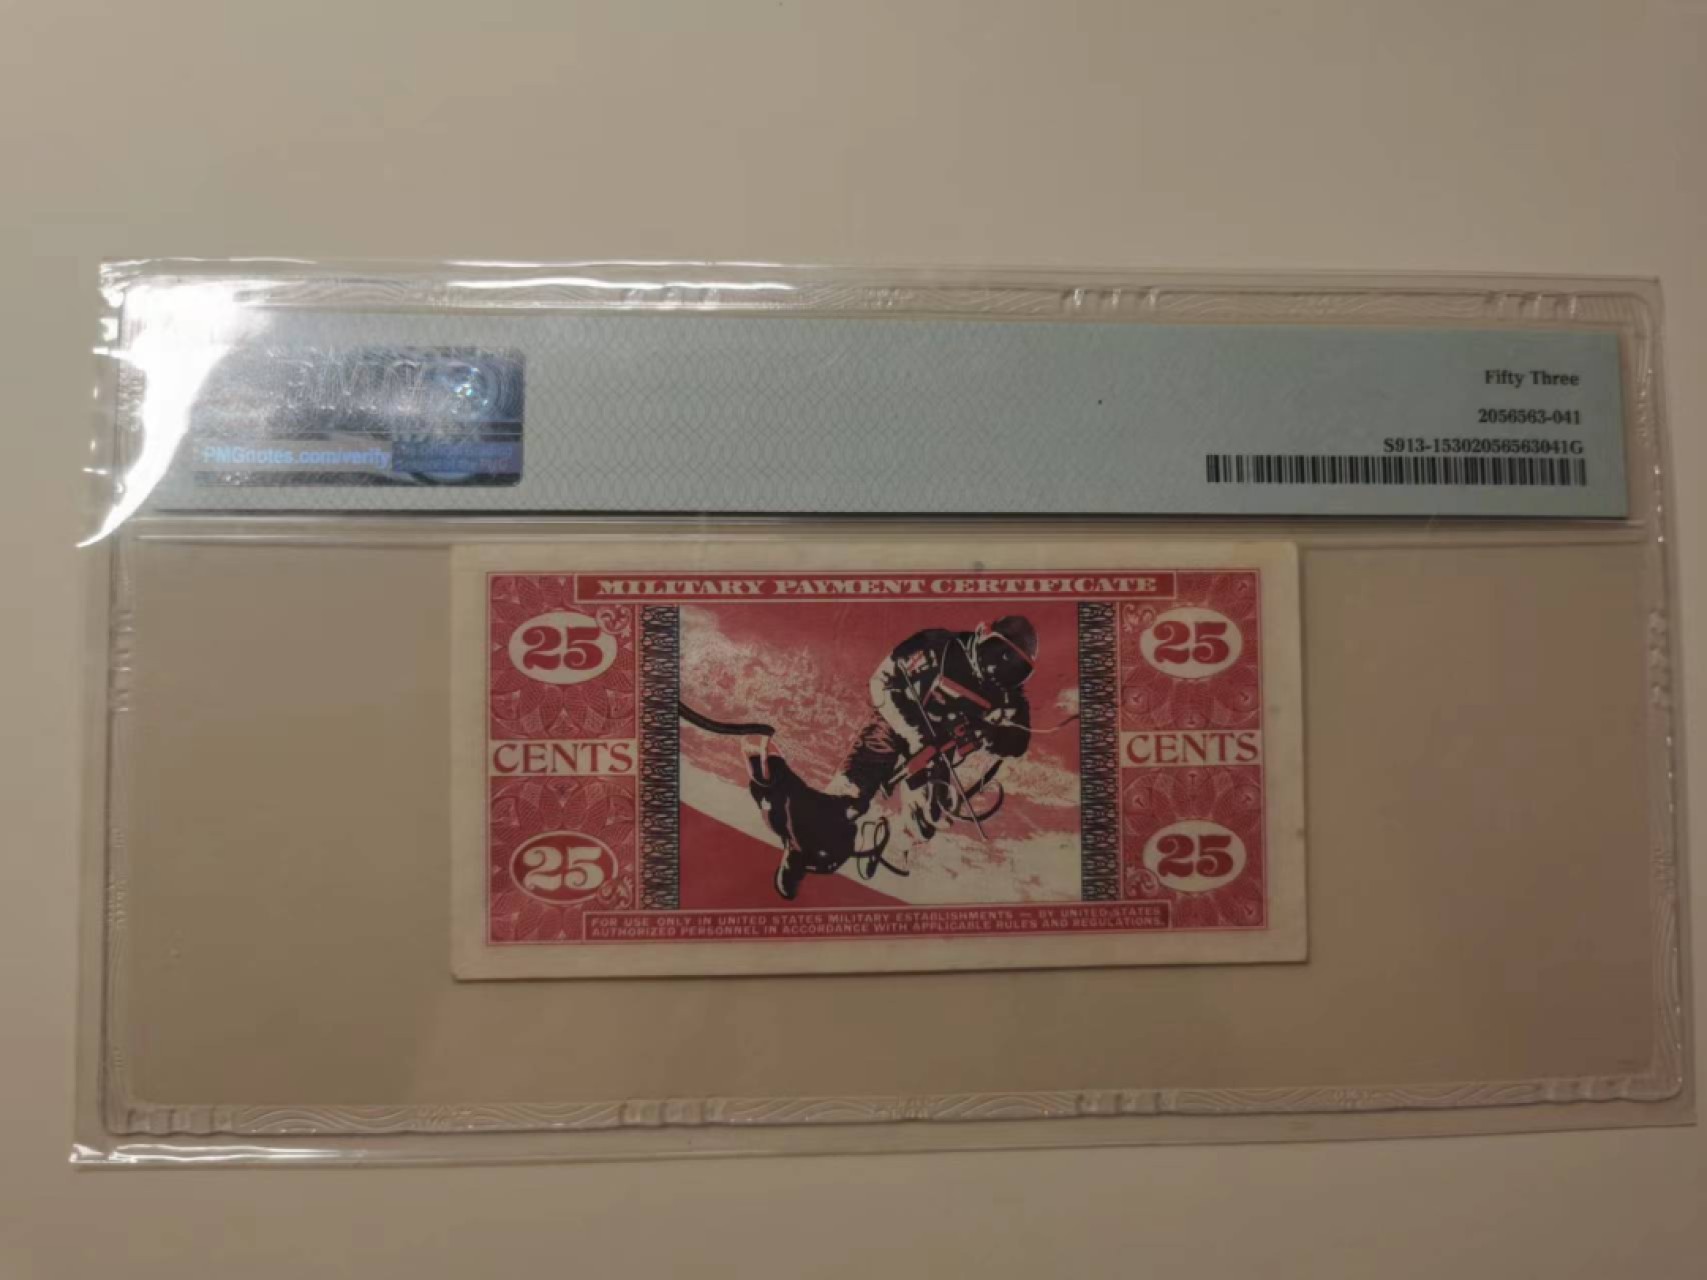 PMG
PMGnotes.com/verify
Fifty Three
2056563-041
S913-15302056563041G
MILITARY PAYMENT CERTIFICATE
25
25
CENTS
CENTS
25
25
FOR USE ONLY IN UNITED STATES MILITARY ESTABLISHMENTS — BY UNITED STATES
AUTHORIZED PERSONNEL IN ACCORDANCE WITH APPLICABLE RULES AND REGULATIONS.